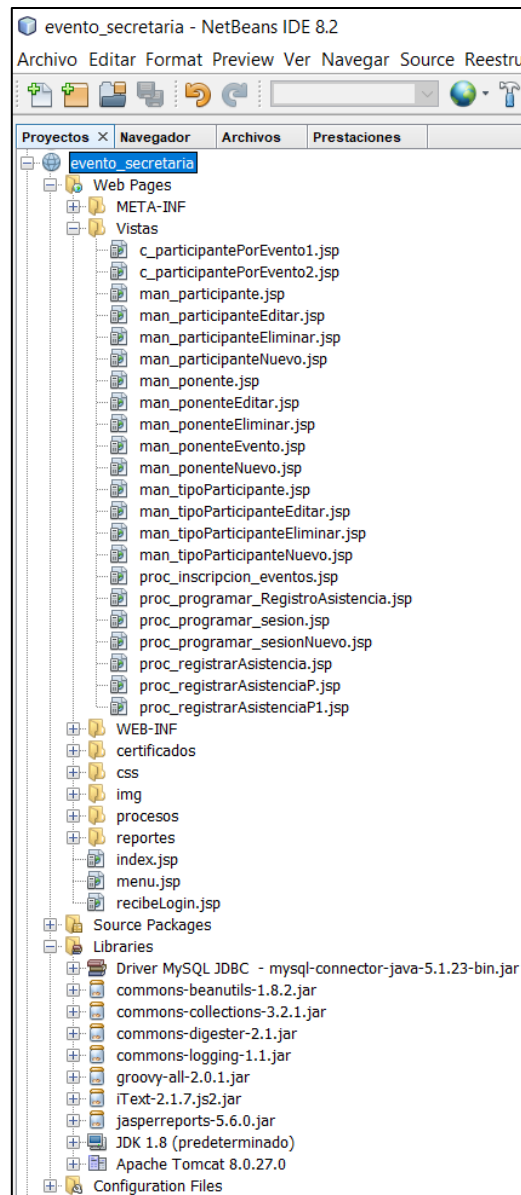 evento_secretaria - NetBeans IDE 8.2
Archivo Editar Format Preview Ver Navegar Source Reestru
Proyectos × Navegador Archivos Prestaciones
evento_secretaria
Web Pages
META-INF
Vistas
c_participantePorEvento1.jsp
c_participantePorEvento2.jsp
man_participante.jsp
man_participanteEditar.jsp
man_participanteEliminar.jsp
man_participanteNuevo.jsp
man_ponente.jsp
man_ponenteEditar.jsp
man_ponenteEliminar.jsp
man_ponenteEvento.jsp
man_ponenteNuevo.jsp
man_tipoParticipante.jsp
man_tipoParticipanteEditar.jsp
man_tipoParticipanteEliminar.jsp
man_tipoParticipanteNuevo.jsp
proc_inscripcion_eventos.jsp
proc_programar_RegistroAsistencia.jsp
proc_programar_sesion.jsp
proc_programar_sesionNuevo.jsp
proc_registrarAsistencia.jsp
proc_registrarAsistenciaP.jsp
proc_registrarAsistenciaP1.jsp
WEB-INF
certificados
css
img
procesos
reportes
index.jsp
menu.jsp
recibeLogin.jsp
Source Packages
Libraries
Driver MySQL JDBC - mysql-connector-java-5.1.23-bin.jar
commons-beanutils-1.8.2.jar
commons-collections-3.2.1.jar
commons-digester-2.1.jar
commons-logging-1.1.jar
groovy-all-2.0.1.jar
iText-2.1.7.js2.jar
jasperreports-5.6.0.jar
JDK 1.8 (predeterminado)
Apache Tomcat 8.0.27.0
Configuration Files